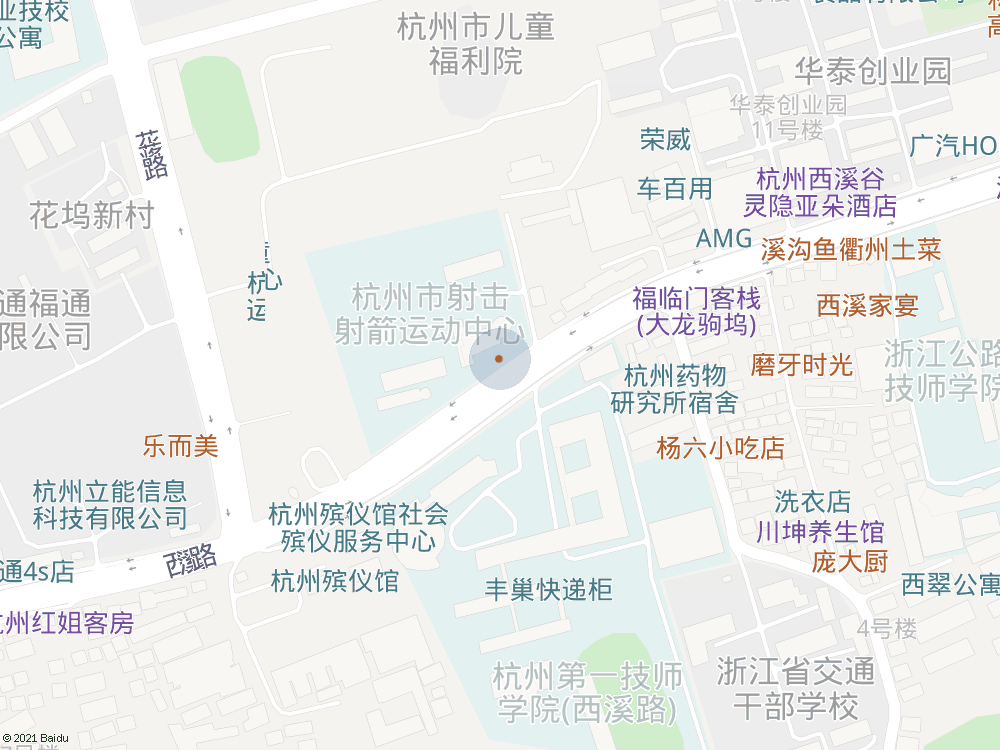 业技校
公寓
杭州市儿童
福利院
华泰创业园
华泰创业园
11号楼
荣威
广汽HO
花坞路
车百用
杭州西溪谷
灵隐亚朵酒店
花坞新村
AMG
溪沟鱼衢州土菜
通福通
限公司
杭州市射击
射箭运动中心
福临门客栈
(大龙驹坞)
西溪家宴
浙江公路
技师学院
磨牙时光
杭州药物
研究所宿舍
乐而美
杨六小吃店
杭州立能信息
科技有限公司
洗衣店
杭州殡仪馆社会
殡仪服务中心
川坤养生馆
庞大厨
西溪路
通4s店
杭州殡仪馆
丰巢快递柜
西翠公寓
州红姐客房
4号楼
杭州第一技师
学院(西溪路)
浙江省交通
干部学校
© 2021 Baidu